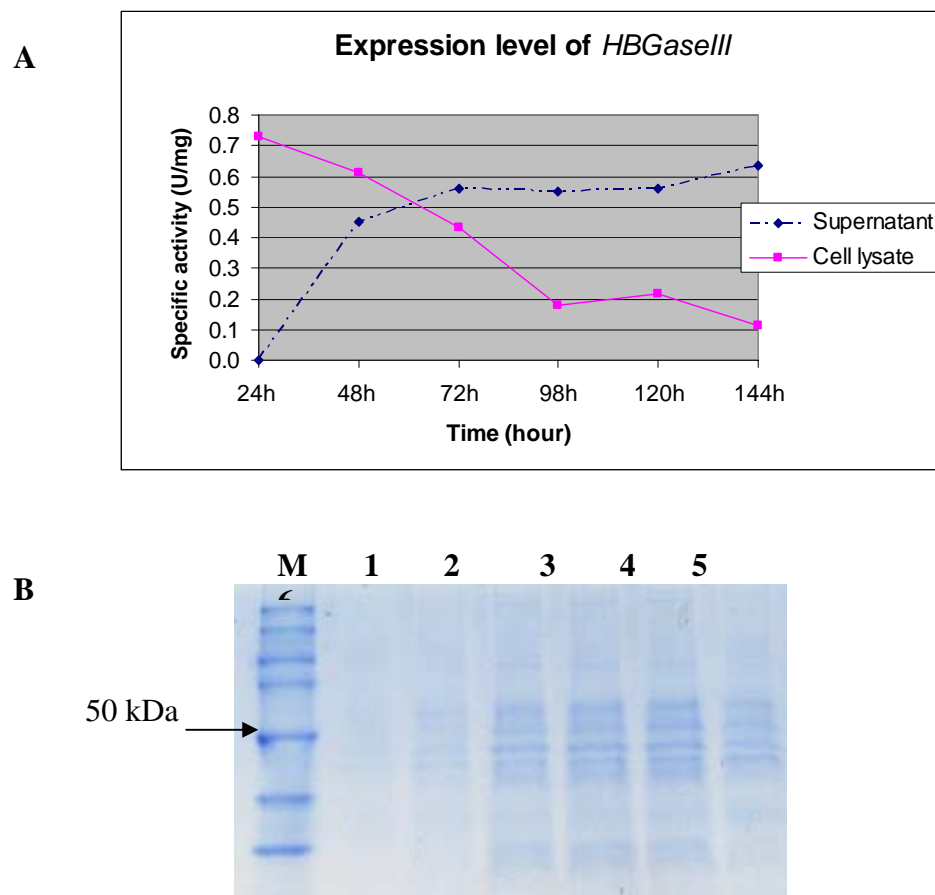 A
Expression level of HBGaseIII
Specific activity (U/mg)
0.8
0.7
0.6
0.5
0.4
0.3
0.2
0.1
0.0
24h 48h 72h 98h 120h 144h
Time (hour)
Supernatant
Cell lysate
B
M 1 2 3 4 5
50 kDa